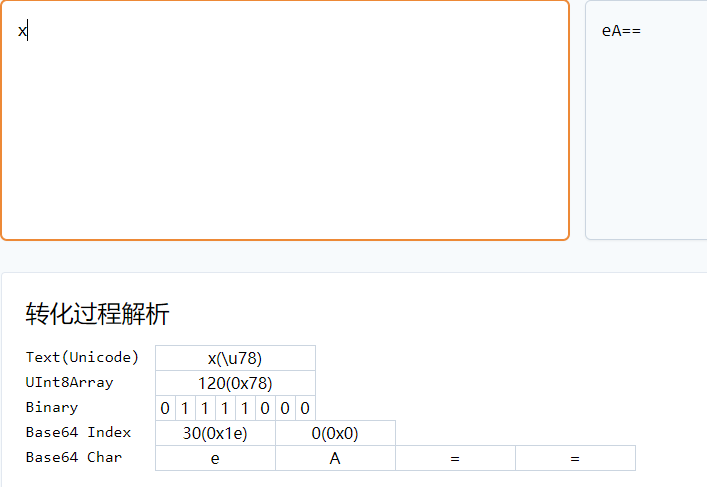 x
eA==
转化过程解析
Text(Unicode) x(\u78)
UInt8Array 120(0x78)
Binary 0 1 1 1 1 0 0 0
Base64 Index 30(0x1e) 0(0x0)
Base64 Char e A = =